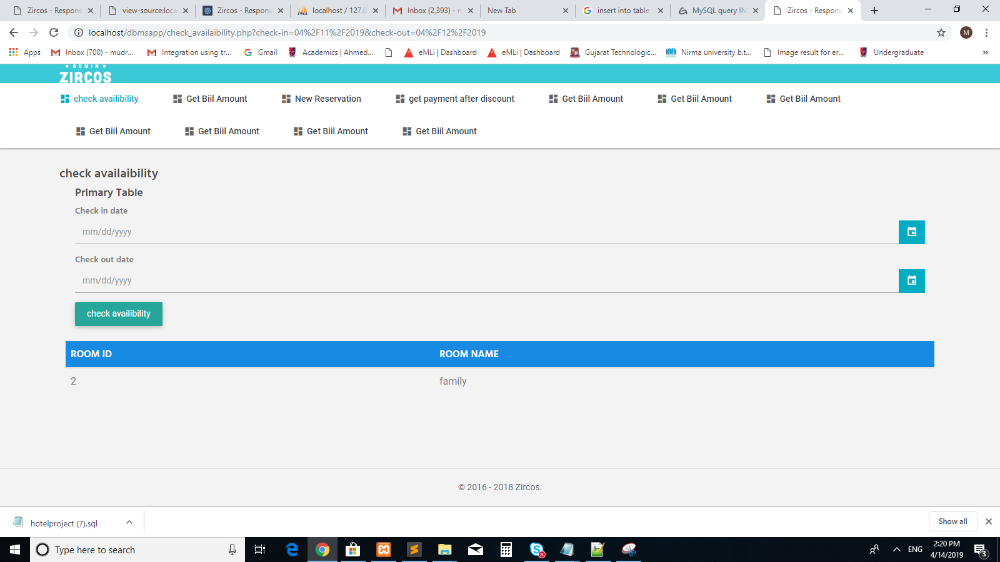 Zircos - Respons
view-source:loca
Zircos - Respons
localhost / 127.0
Inbox (2,393) - m
New Tab
insert into table
MySQL query IN
Zircos - Respons
localhost/dbmsapp/check_availaibility.php?check-in=04%2F11%2F2019&check-out=04%2F12%2F2019
M
Apps
Inbox (700) - mudr...
Integration using tr...
Gmail
Academics | Ahmed...
eMLi | Dashboard
eMLi | Dashboard
Gujarat Technologic...
Nirma university b.t...
Image result for er...
Undergraduate
»
ADMIN
ZIRCOS
check availibility
Get Biil Amount
New Reservation
get payment after discount
Get Biil Amount
Get Biil Amount
Get Biil Amount
Get Biil Amount
Get Biil Amount
Get Biil Amount
Get Biil Amount
check availaibility
Primary Table
Check in date
mm/dd/yyyy
Check out date
mm/dd/yyyy
check availibility
ROOM ID ROOM NAME
2 family
© 2016 - 2018 Zircos.
hotelproject (7).sql
Show all
Type here to search
ENG
2:20 PM
4/14/2019
3